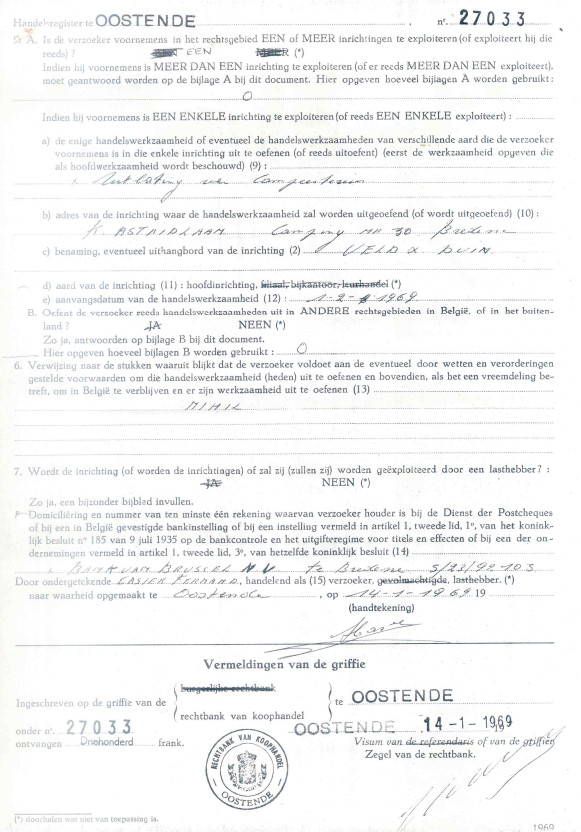 Handelsregister te OOSTENDE n^r. 27033
5. A. Is de verzoeker voornemens in het rechtsgebied EEN of MEER inrichtingen te exploiteren (of exploiteert hij die
reeds) ? EEN MEER (*)
Indien hij voornemens is MEER DAN EEN inrichting te exploiteren (of er reeds MEER DAN EEN exploiteert),
moet geantwoord worden op de bijlage A bij dit document. Hier opgeven hoeveel bijlagen A worden gebruikt :
O
Indien hij voornemens is EEN ENKELE inrichting te exploiteren (of reeds EEN ENKELE exploiteert) :
a) de enige handelswerkzaamheid of eventueel de handelswerkzaamheden van verschillende aard die de verzoeker
voornemens is in die enkele inrichting uit te oefenen (of reeds uitoefent) (eerst de werkzaamheid opgeven die
als hoofdwerkzaamheid wordt beschouwd) (9) :
Uitbating van
b) adres van de inrichting waar de handelswerkzaamheid zal worden uitgeoefend (of wordt uitgeoefend) (10) :
K. ASTRIDLAAN Camping nr 30 Bredene
c) benaming, eventueel uithangbord van de inrichting (2) VELD & DUIN
d) aard van de inrichting (11) : hoofdinrichting, filiaal, bijkantoor, leurhandel (*)
e) aanvangsdatum van de handelswerkzaamheid (12) : 1-2-1969
B. Oefent de verzoeker reeds handelswerkzaamheden uit in ANDERE rechtsgebieden in België, of in het buiten-
land ? JA NEEN (*)
Zo ja, antwoorden op bijlage B bij dit document.
Hier opgeven hoeveel bijlagen B worden gebruikt : O
6. Verwijzing naar de stukken waaruit blijkt dat de verzoeker voldoet aan de eventueel door wetten en verordeningen
gestelde voorwaarden om die handelswerkzaamheid (heden) uit te oefenen en bovendien, als het een vreemdeling be-
treft, om in België te verblijven en er zijn werkzaamheid uit te oefenen (13)
NIHIL
7. Wordt de inrichting (of worden de inrichtingen) of zal zij (zullen zij) worden geëxploiteerd door een lasthebber ? :
JA NEEN (*)
Zo ja, een bijzonder bijblad invullen.
Domiciliëring en nummer van ten minste één rekening waarvan verzoeker houder is bij de Dienst der Postcheques
of bij een in België gevestigde bankinstelling of bij een instelling vermeld in artikel 1, tweede lid, 1°, van het konink-
lijk besluit n° 185 van 9 juli 1935 op de bankcontrole en het uitgifteregime voor titels en effecten of bij een der on-
dernemingen vermeld in artikel 1, tweede lid, 3°, van hetzelfde koninklijk besluit (14)
BANK VAN BRUSSEL N.V. te Bredene 5/23/92.103
Door ondergetekende CASIER FERNAND, handelend als (15) verzoeker, gevolmachtigde, lasthebber. (*)
naar waarheid opgemaakt te Oostende, op 14-1-1969 19
(handtekening)
Vermeldingen van de griffie
Ingeschreven op de griffie van de burgerlijke rechtbank te OOSTENDE
rechtbank van koophandel
onder n^r. 27033 OOSTENDE 14-1-1969
ontvangen Driehonderd frank. Visum van de referendaris of van de griffier
Zegel van de rechtbank.
RECHTBANK VAN KOOPHANDEL
OOSTENDE
(*) doorhalen wat niet van toepassing is.
1969